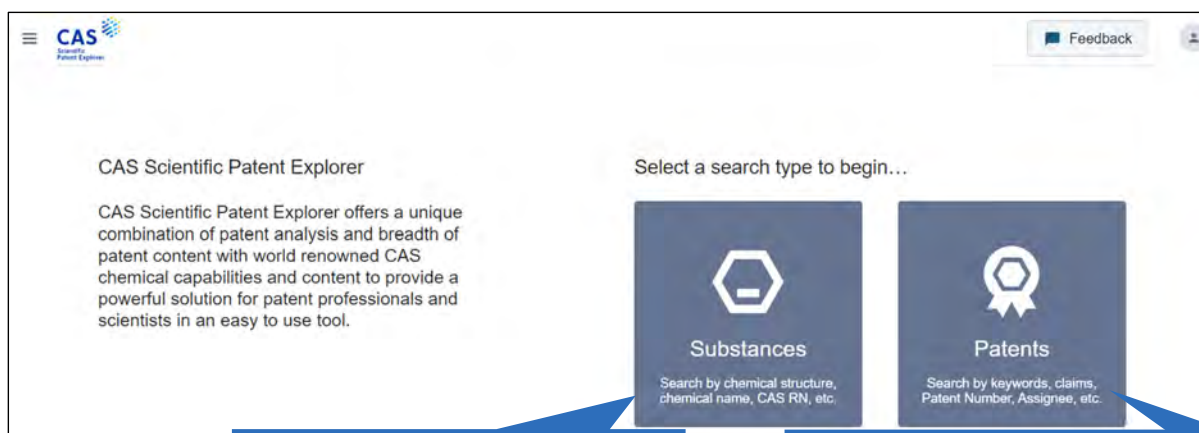 CAS
Scientific
Patent Explorer
Feedback
CAS Scientific Patent Explorer
CAS Scientific Patent Explorer offers a unique
combination of patent analysis and breadth of
patent content with world renowned CAS
chemical capabilities and content to provide a
powerful solution for patent professionals and
scientists in an easy to use tool.
Select a search type to begin…
Substances
Search by chemical structure,
chemical name, CAS RN, etc.
Patents
Search by keywords, claims,
Patent Number, Assignee, etc.